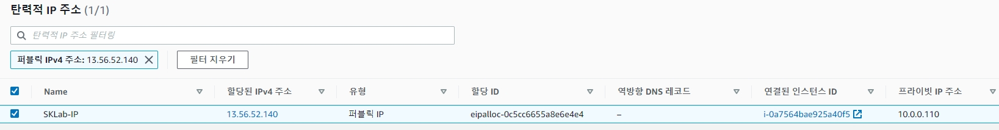 탄력적 IP 주소 (1/1)
탄력적 IP 주소 필터링
퍼블릭 IPv4 주소: 13.56.52.140 필터 지우기
Name 할당된 IPv4 주소 유형 할당 ID 역방향 DNS 레코드 연결된 인스턴스 ID 프라이빗 IP 주소
SKLab-IP 13.56.52.140 퍼블릭 IP eipalloc-0c5cc6655a8e6e4e4 – i-0a7564bae925a40f5 10.0.0.110